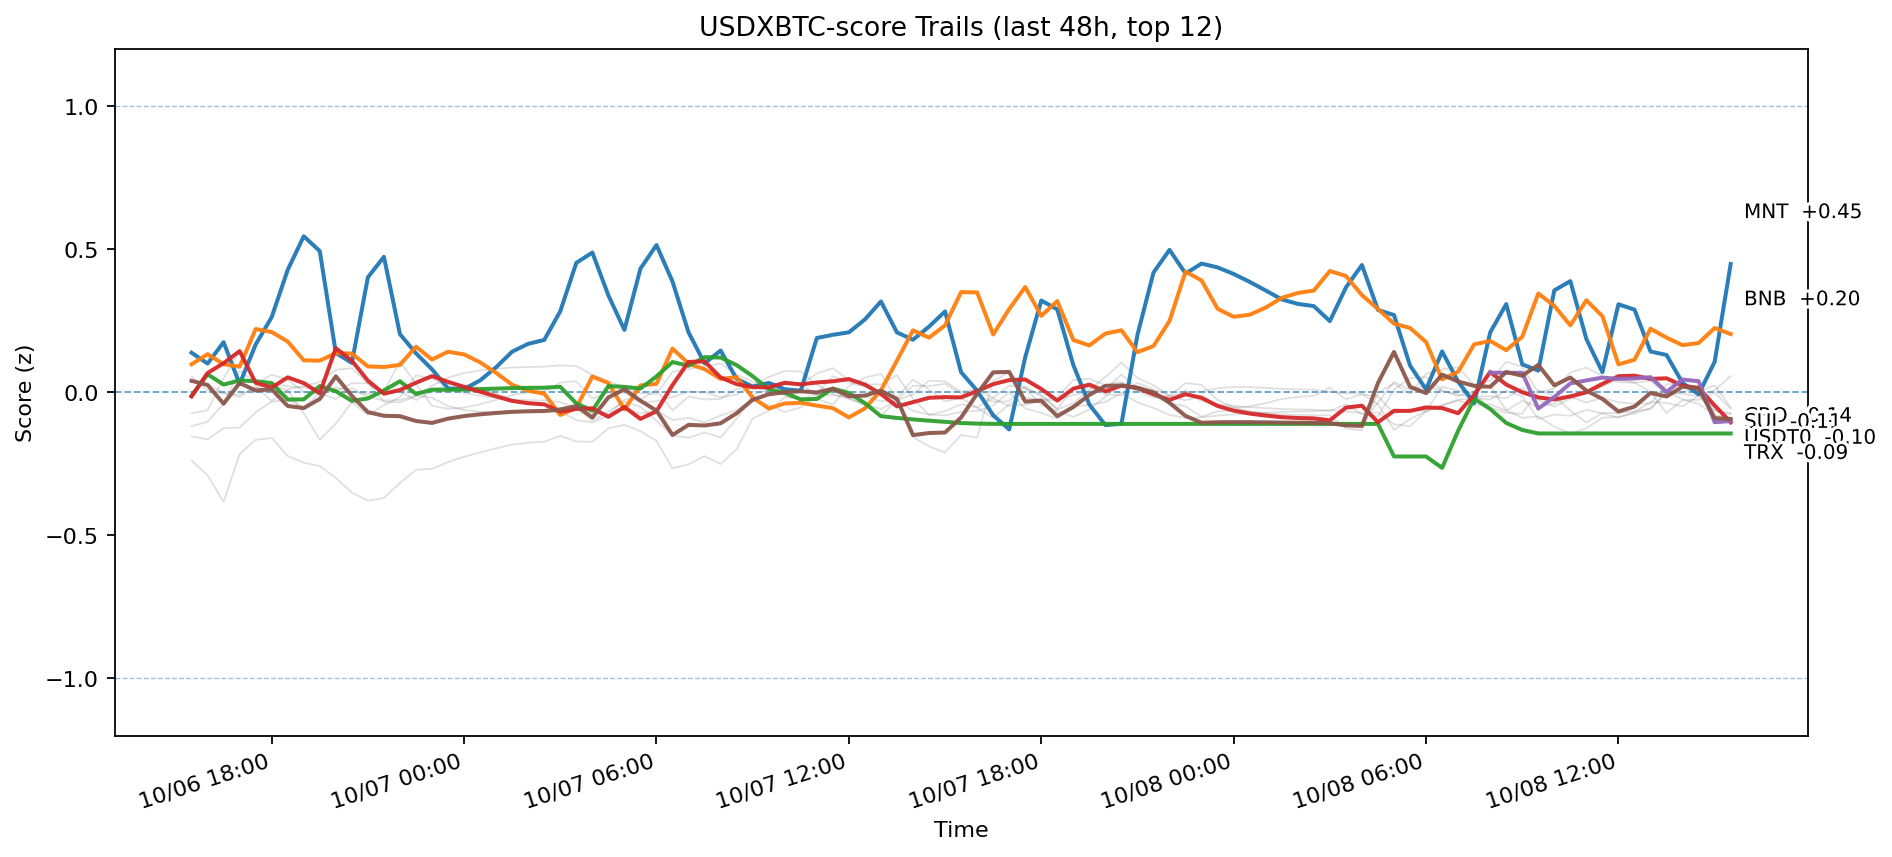 USDXBTC-score Trails (last 48h, top 12)
Score (z)
1.0
0.5
0.0
−0.5
−1.0
MNT +0.45
BNB +0.20
USDT0 -0.10
TRX -0.09
10/06 18:00
10/07 00:00
10/07 06:00
10/07 12:00
10/07 18:00
10/08 00:00
10/08 06:00
10/08 12:00
Time